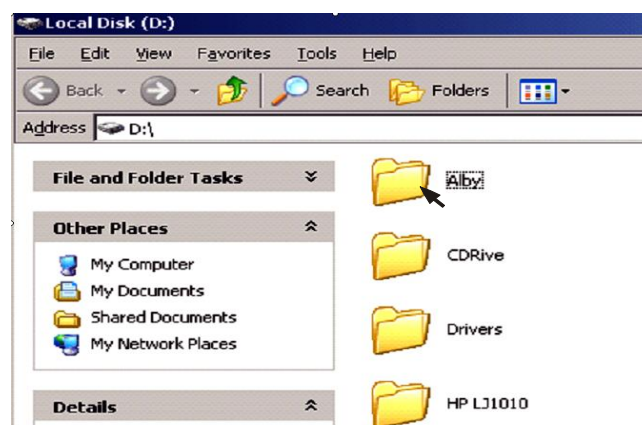 Local Disk (D:)
File Edit View Favorites Tools Help
Back Search Folders
Address D:\
File and Folder Tasks
Other Places
My Computer
My Documents
Shared Documents
My Network Places
Details
Alby
CDRive
Drivers
HP LJ1010